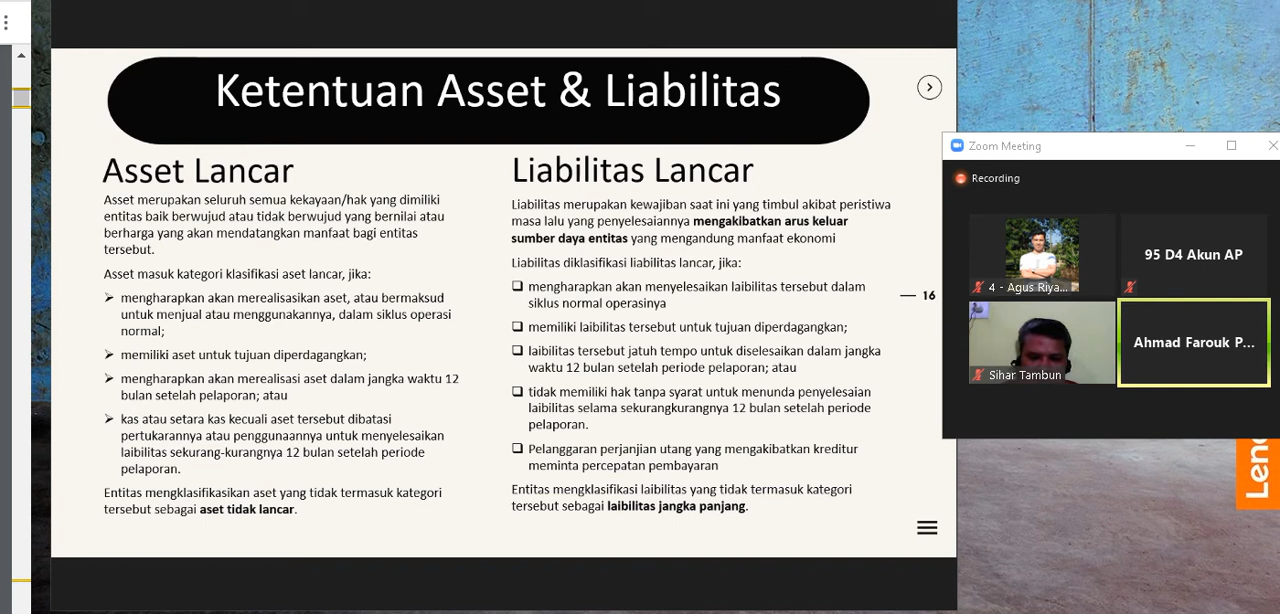 Ketentuan Asset & Liabilitas
Asset Lancar
Asset merupakan seluruh semua kekayaan/hak yang dimiliki
entitas baik berwujud atau tidak berwujud yang bernilai atau
berharga yang akan mendatangkan manfaat bagi entitas
tersebut.
Asset masuk kategori klasifikasi aset lancar, jika:
mengharapkan akan merealisasikan aset, atau bermaksud
untuk menjual atau menggunakannya, dalam siklus operasi
normal;
memiliki aset untuk tujuan diperdagangkan;
mengharapkan akan merealisasi aset dalam jangka waktu 12
bulan setelah pelaporan; atau
kas atau setara kas kecuali aset tersebut dibatasi
pertukarannya atau penggunaannya untuk menyelesaikan
laibilitas sekurang-kurangnya 12 bulan setelah periode
pelaporan.
Entitas mengklasifikasikan aset yang tidak termasuk kategori
tersebut sebagai aset tidak lancar.
Liabilitas Lancar
Liabilitas merupakan kewajiban saat ini yang timbul akibat peristiwa
masa lalu yang penyelesaiannya mengakibatkan arus keluar
sumber daya entitas yang mengandung manfaat ekonomi
Liabilitas diklasifikasi liabilitas lancar, jika:
mengharapkan akan menyelesaikan laibilitas tersebut dalam
siklus normal operasinya
memiliki laibilitas tersebut untuk tujuan diperdagangkan;
laibilitas tersebut jatuh tempo untuk diselesaikan dalam jangka
waktu 12 bulan setelah periode pelaporan; atau
tidak memiliki hak tanpa syarat untuk menunda penyelesaian
laibilitas selama sekurangkurangnya 12 bulan setelah periode
pelaporan.
Pelanggaran perjanjian utang yang mengakibatkan kreditur
meminta percepatan pembayaran
Entitas mengklasifikasi laibilitas yang tidak termasuk kategori
tersebut sebagai laibilitas jangka panjang.
16
Zoom Meeting
Recording
4 - Agus Riya...
95 D4 Akun AP
Sihar Tambun
Ahmad Farouk P...
Leno